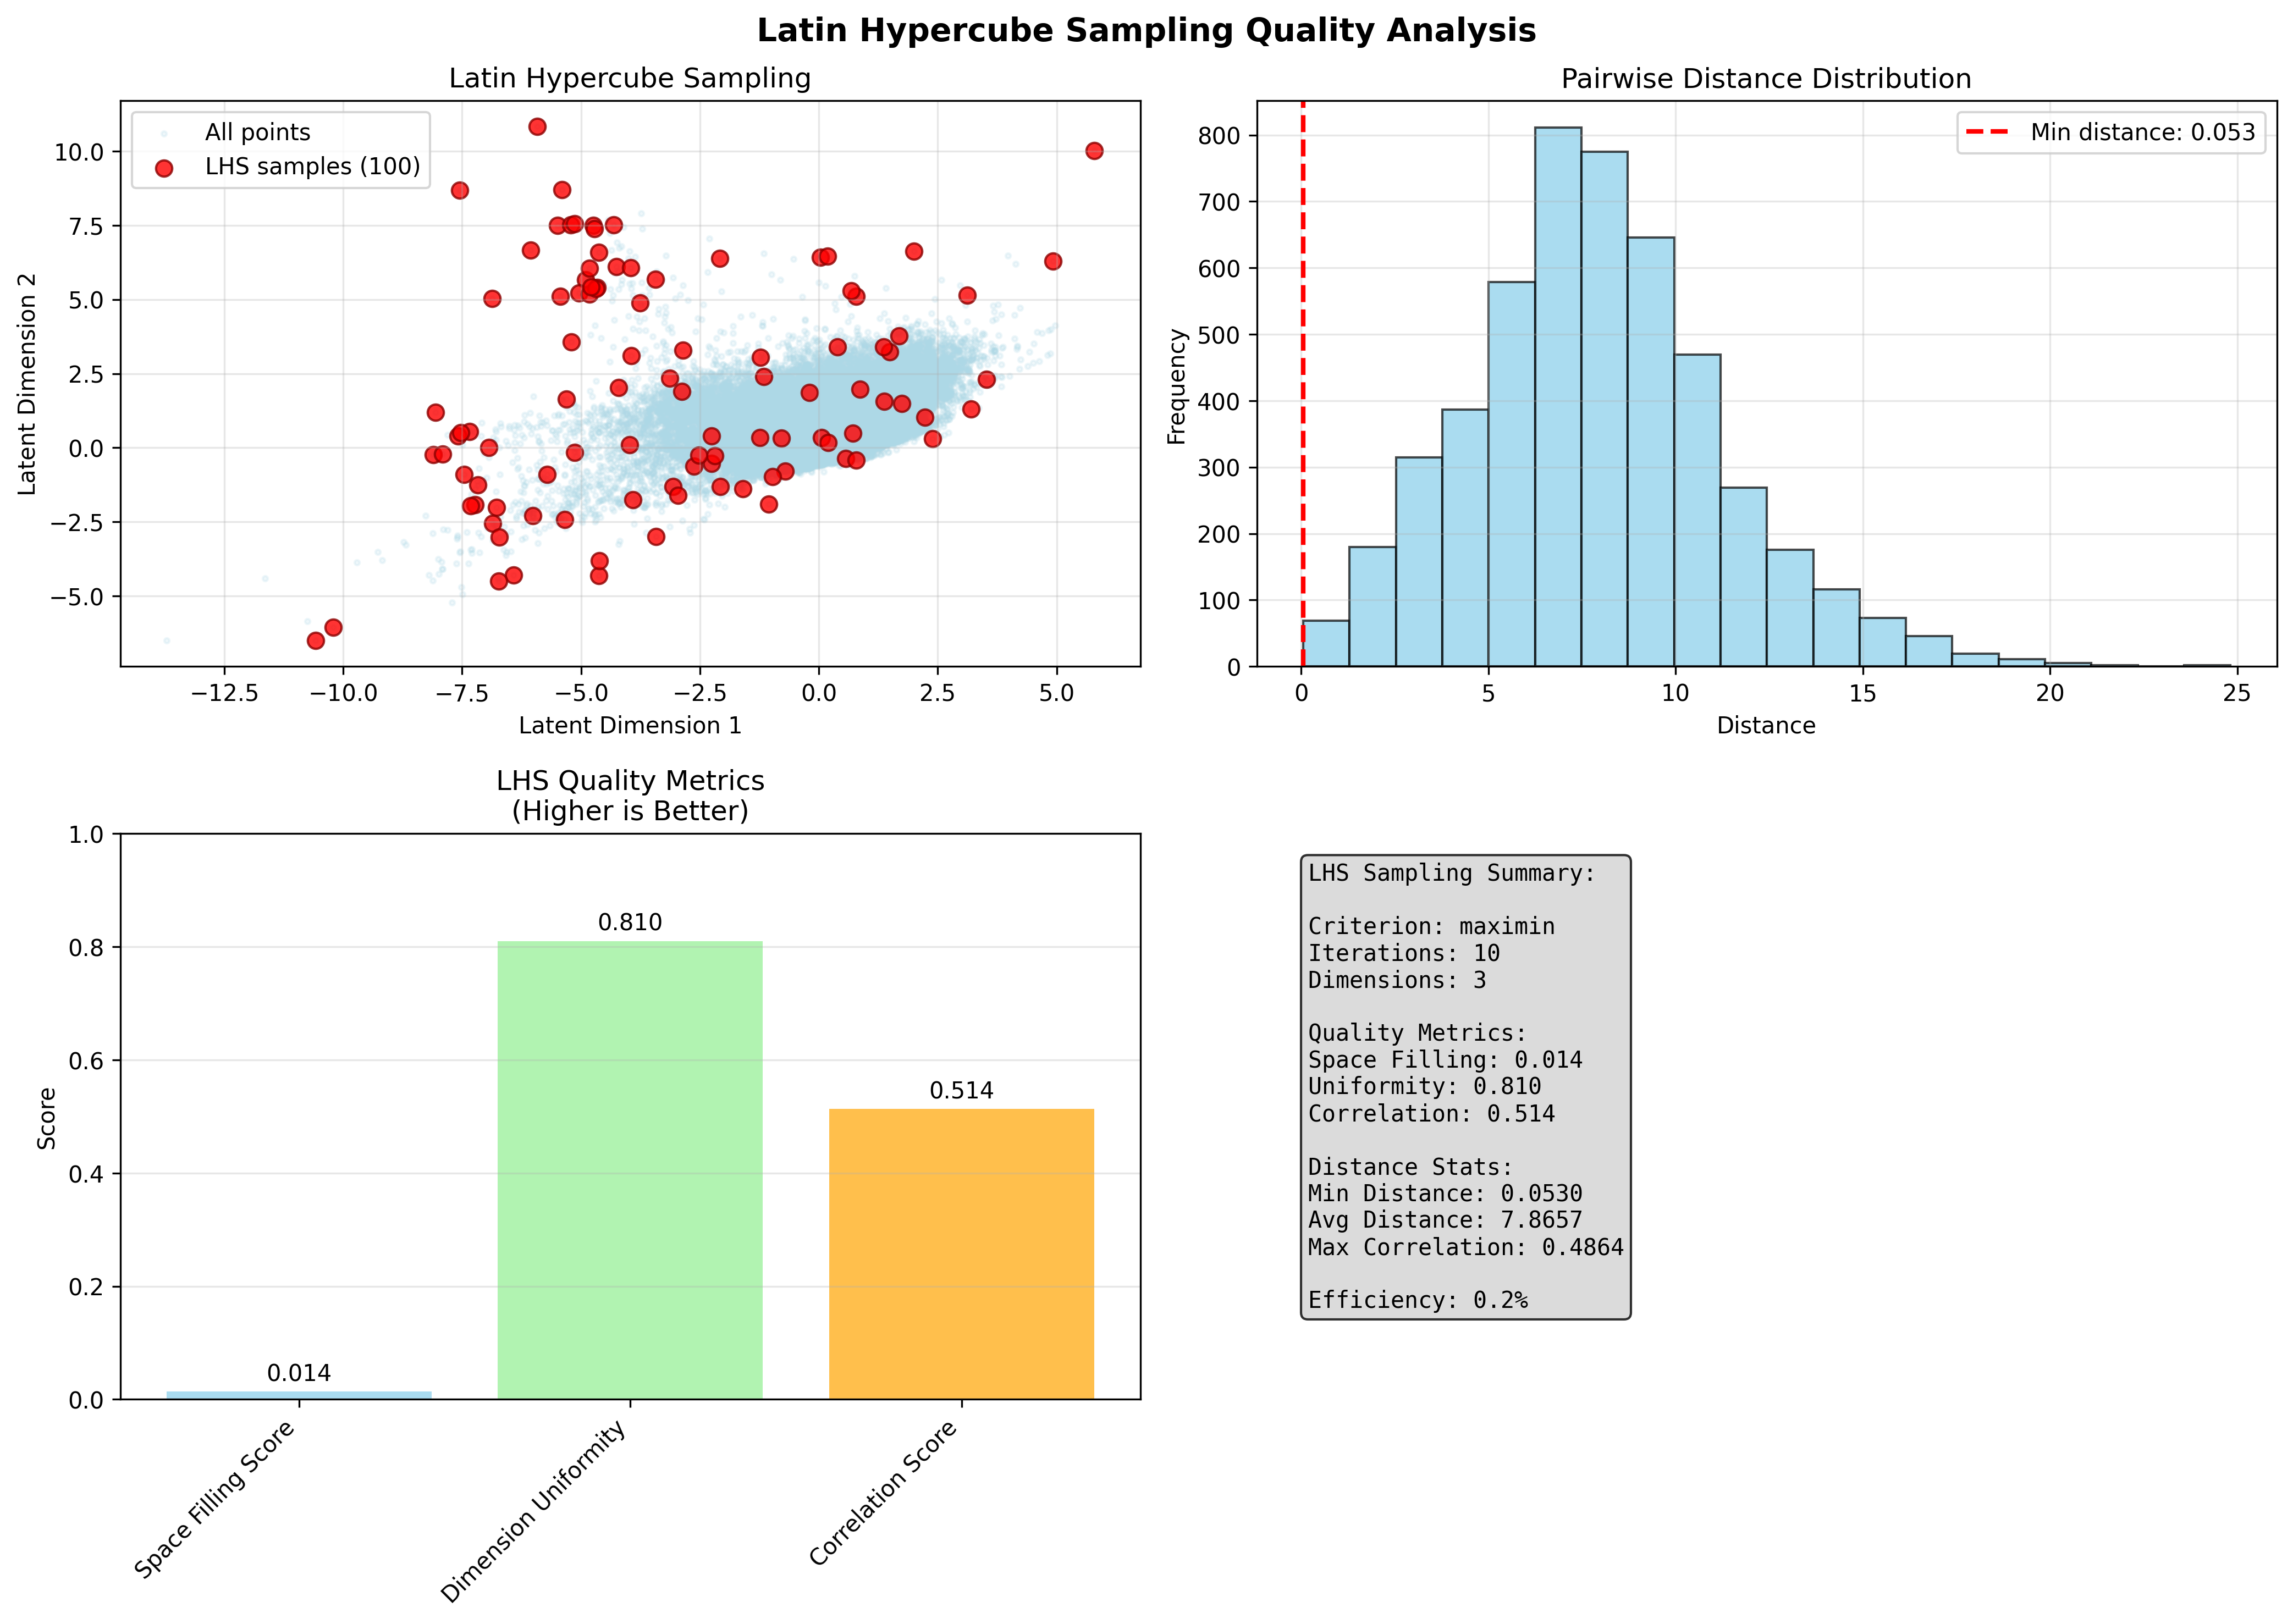 Latin Hypercube Sampling Quality Analysis
Latin Hypercube Sampling
All points
LHS samples (100)
10.0
7.5
5.0
2.5
0.0
−2.5
−5.0
Latent Dimension 2
−12.5 −10.0 −7.5 −5.0 −2.5 0.0 2.5 5.0
Latent Dimension 1
Pairwise Distance Distribution
Min distance: 0.053
800
700
600
500
400
300
200
100
0
Frequency
0 5 10 15 20 25
Distance
LHS Quality Metrics
(Higher is Better)
1.0
0.8
0.6
0.4
0.2
0.0
Score
0.014
0.810
0.514
Space Filling Score
Dimension Uniformity
Correlation Score
LHS Sampling Summary:
Criterion: maximin
Iterations: 10
Dimensions: 3
Quality Metrics:
Space Filling: 0.014
Uniformity: 0.810
Correlation: 0.514
Distance Stats:
Min Distance: 0.0530
Avg Distance: 7.8657
Max Correlation: 0.4864
Efficiency: 0.2%